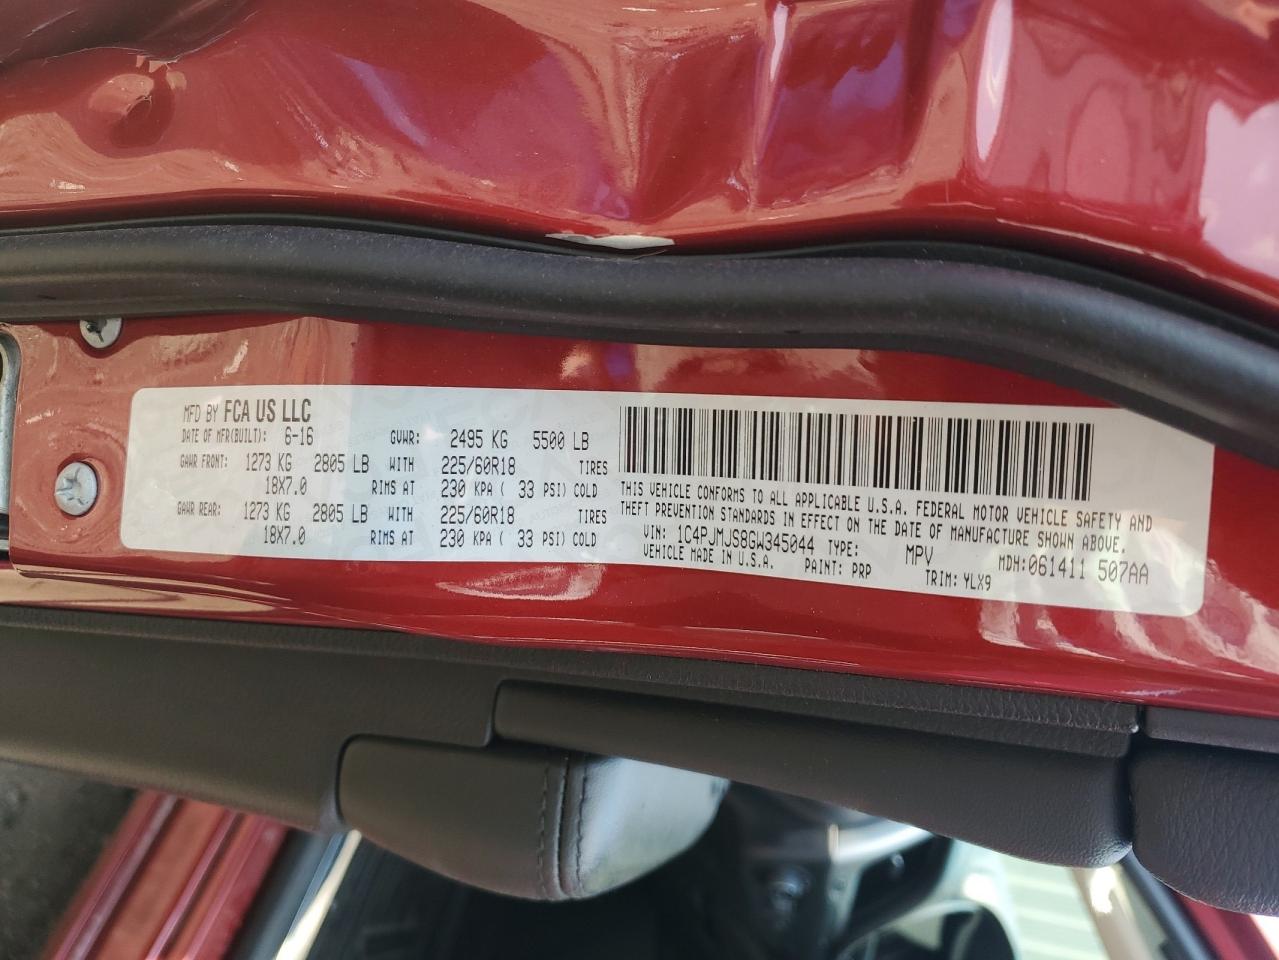 MFD BY FCA US LLC
DATE OF MFR(BUILT): 6-16 GVWR: 2495 KG 5500 LB
GAWR FRONT: 1273 KG 2805 LB WITH 225/60R18 TIRES
18X7.0 RIMS AT 230 KPA ( 33 PSI) COLD
GAWR REAR: 1273 KG 2805 LB WITH 225/60R18 TIRES
18X7.0 RIMS AT 230 KPA ( 33 PSI) COLD
THIS VEHICLE CONFORMS TO ALL APPLICABLE U.S.A. FEDERAL MOTOR VEHICLE SAFETY AND
THEFT PREVENTION STANDARDS IN EFFECT ON THE DATE OF MANUFACTURE SHOWN ABOVE.
VIN: 1C4PJMJS8GW345044 TYPE: MPV MDH:061411 507AA
VEHICLE MADE IN U.S.A. PAINT: PRP TRIM: YLX9